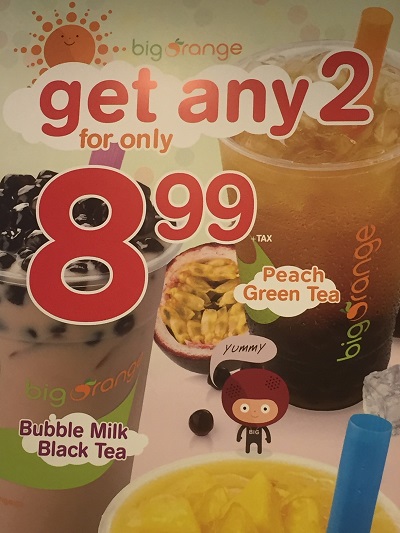 big orange
get any 2
for only
8.99
+TAX
Peach
Green Tea
big orange
YUMMY
big orange
BIG
Bubble Milk
Black Tea